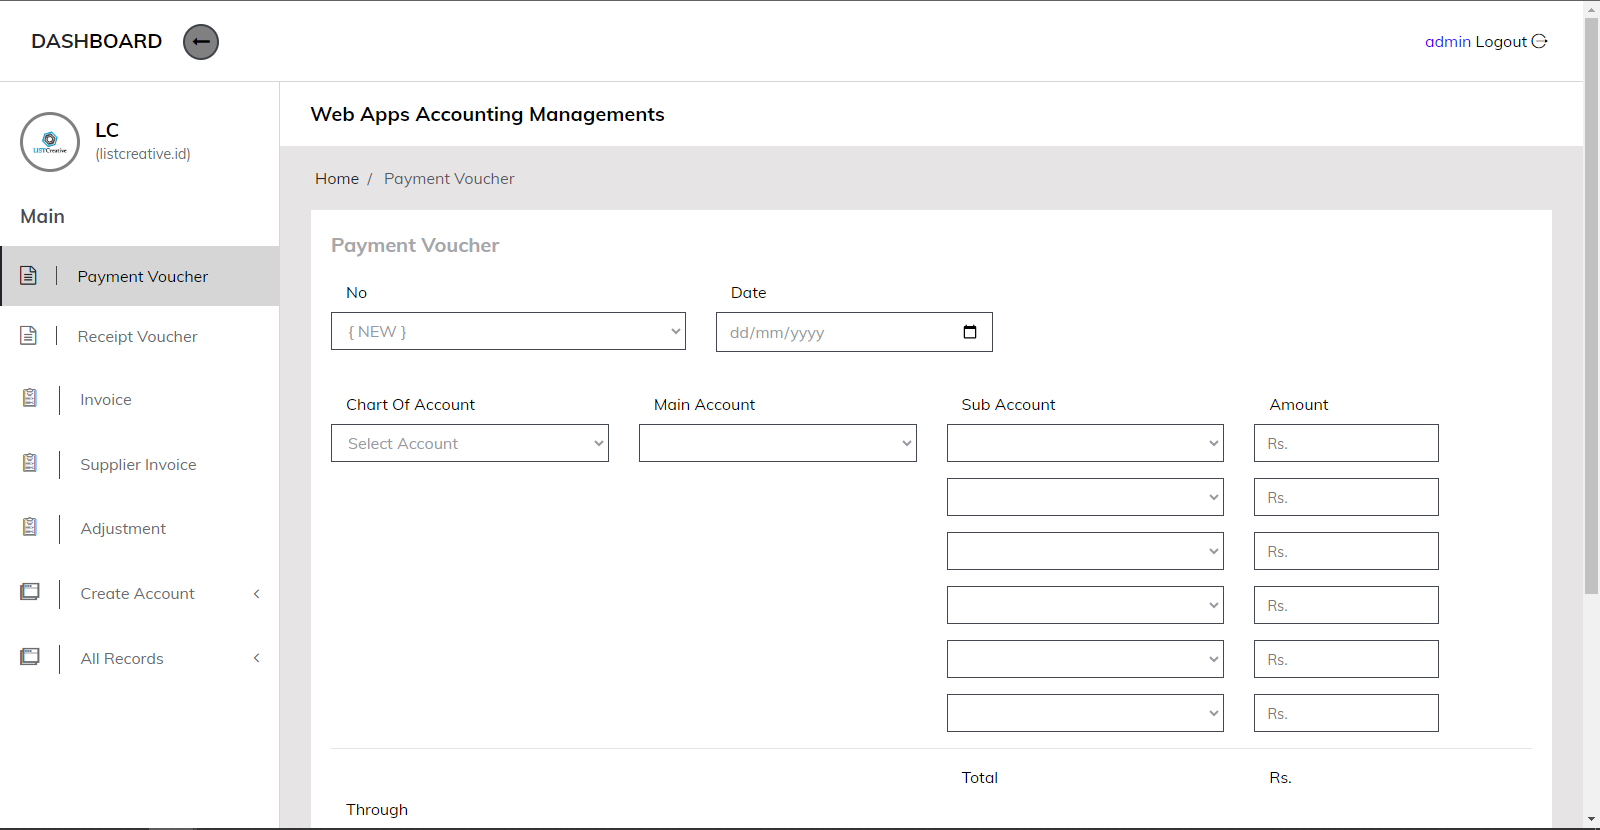 DASHBOARD
admin Logout
LISTCreative
LC
(listcreative.id)
Main
Payment Voucher
Receipt Voucher
Invoice
Supplier Invoice
Adjustment
Create Account
All Records
Web Apps Accounting Managements
Home / Payment Voucher
Payment Voucher
No Date
{ NEW } dd/mm/yyyy
Chart Of Account Main Account Sub Account Amount
Select Account Rs.
Rs.
Rs.
Rs.
Rs.
Rs.
Total Rs.
Through